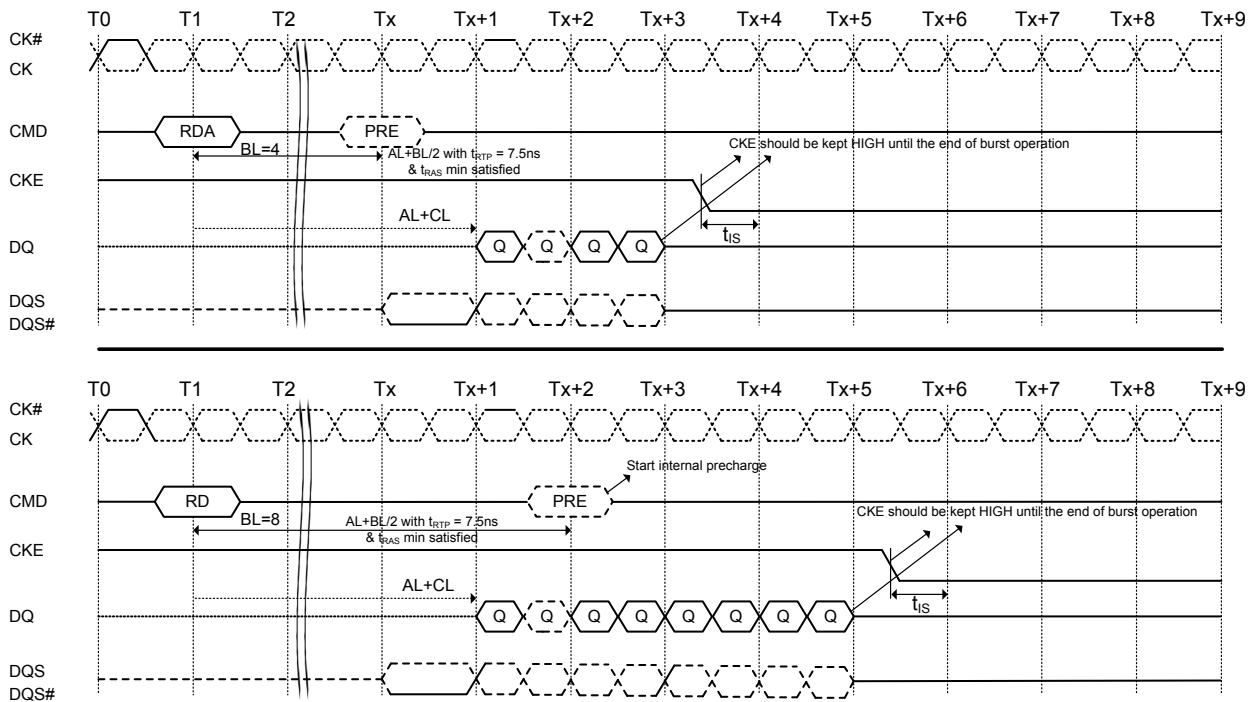 T0 T1 T2 Tx Tx+1 Tx+2 Tx+3 Tx+4 Tx+5 Tx+6 Tx+7 Tx+8 Tx+9
CK#
CK
CMD RDA PRE
BL=4 AL+BL/2 with tRTP = 7.5ns
& tRAS min satisfied
CKE should be kept HIGH until the end of burst operation
CKE
AL+CL
tIS
DQ Q Q Q Q
DQS
DQS#
T0 T1 T2 Tx Tx+1 Tx+2 Tx+3 Tx+4 Tx+5 Tx+6 Tx+7 Tx+8 Tx+9
CK#
CK
Start internal precharge
CMD RD PRE
BL=8 AL+BL/2 with tRTP = 7.5ns
& tRAS min satisfied
CKE should be kept HIGH until the end of burst operation
CKE
AL+CL
tIS
DQ Q Q Q Q Q Q Q Q
DQS
DQS#